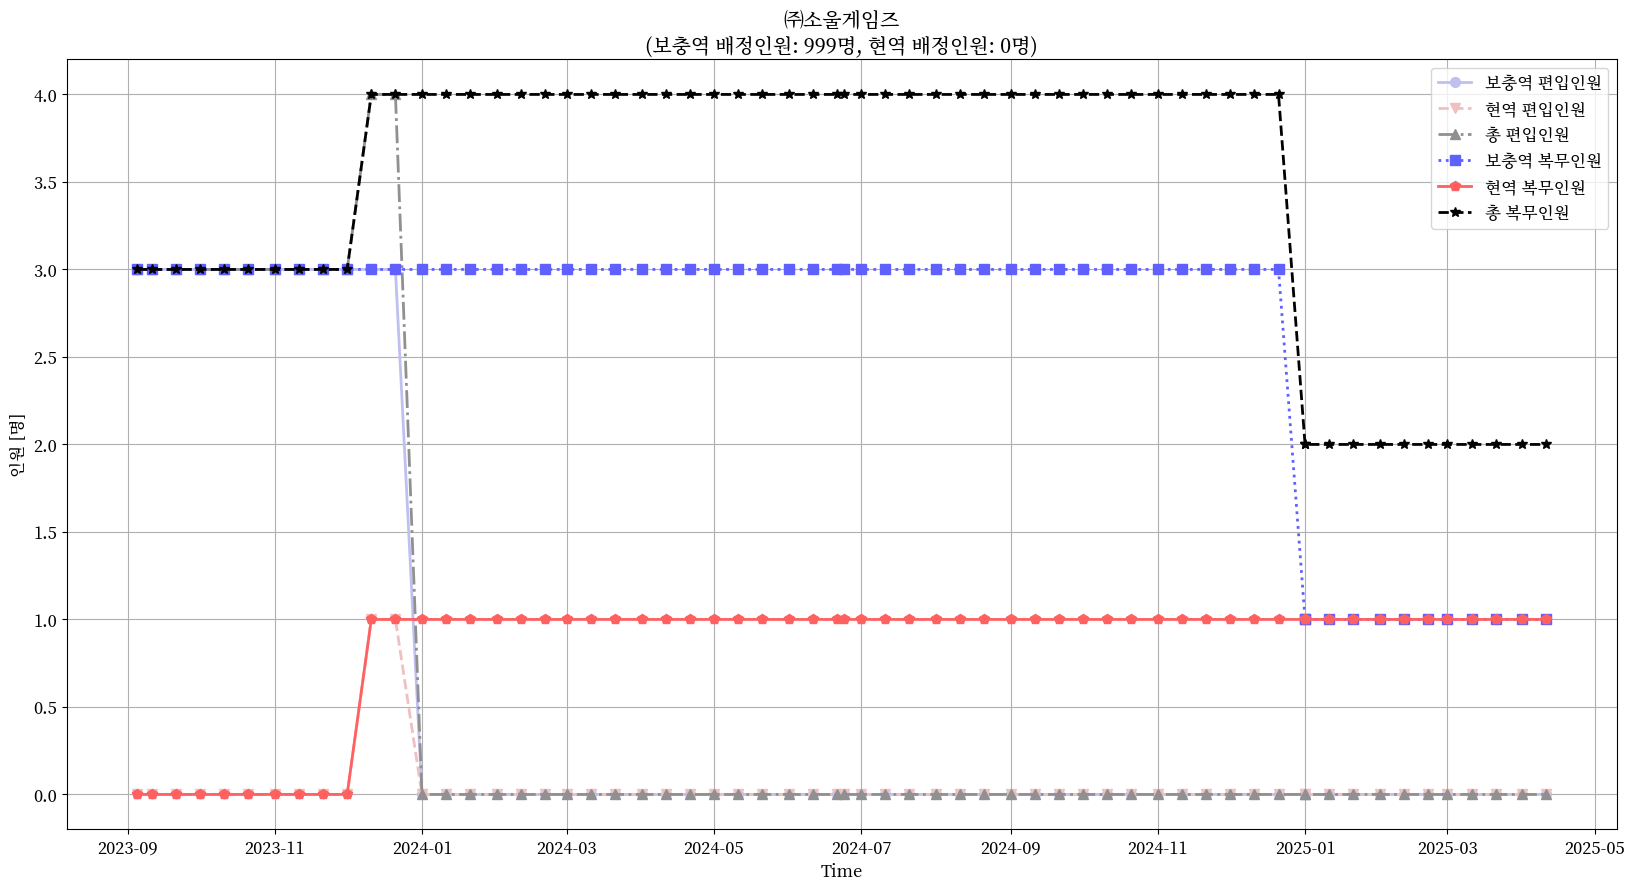 ㈜소울게임즈
(보충역 배정인원: 999명, 현역 배정인원: 0명)
보충역 편입인원
현역 편입인원
총 편입인원
보충역 복무인원
현역 복무인원
총 복무인원
인원 [명]
4.0
3.5
3.0
2.5
2.0
1.5
1.0
0.5
0.0
2023-09
2023-11
2024-01
2024-03
2024-05
2024-07
2024-09
2024-11
2025-01
2025-03
2025-05
Time